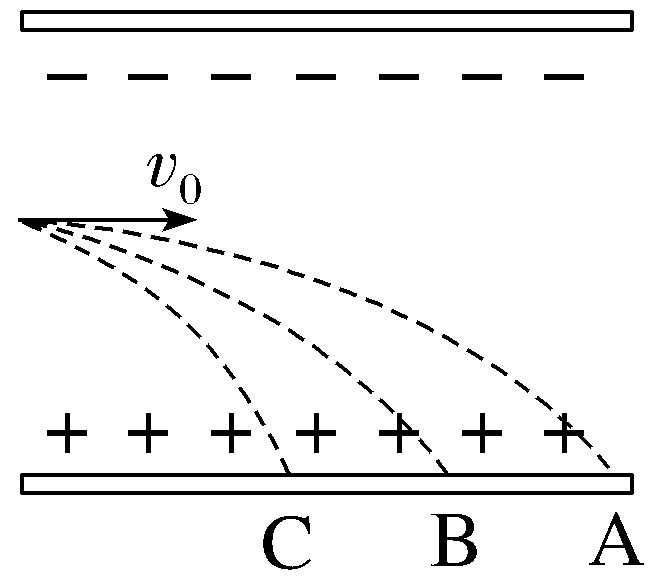 − − − − − − −
v₀
+ + + + + + +
C B A